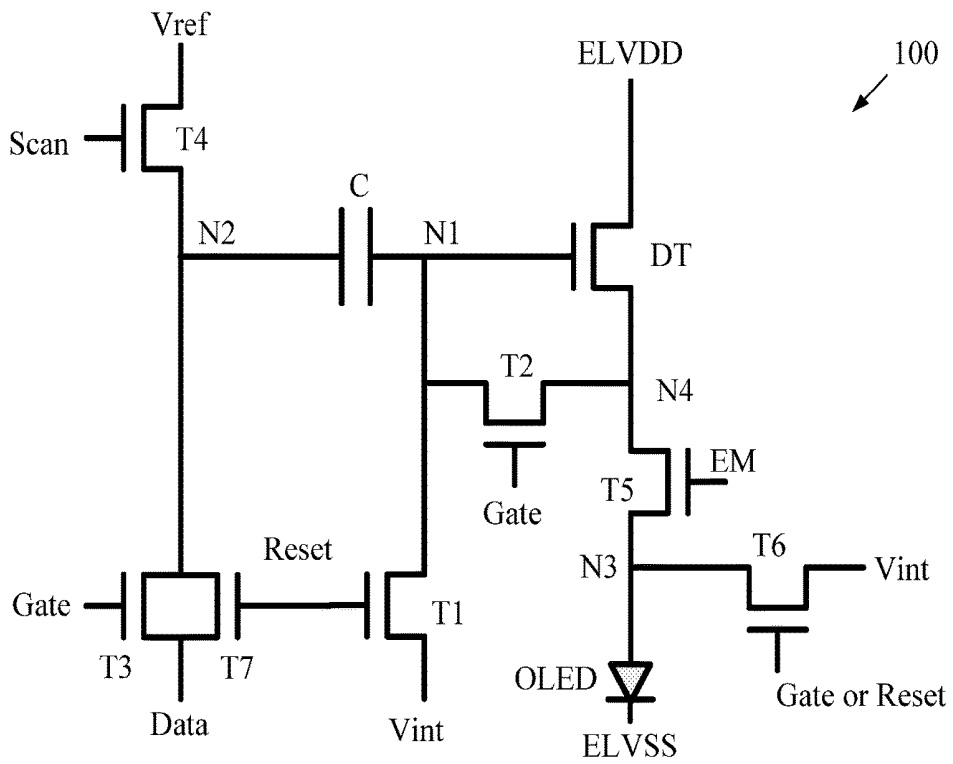 Vref
ELVDD
100
Scan
T4
C
N2
N1
DT
T2
N4
EM
T5
Gate
Reset
T6
N3
Vint
Gate
T1
T3
T7
OLED
Gate or Reset
Data
Vint
ELVSS